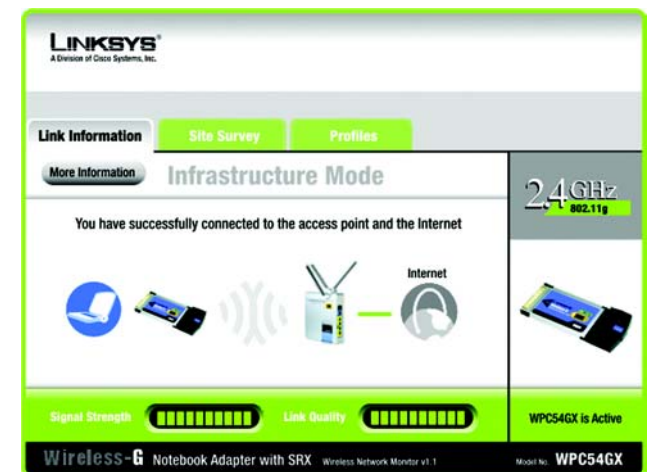 LINKSYS®
A Division of Cisco Systems, Inc.
Link Information
Site Survey
Profiles
More Information
Infrastructure Mode
2.4GHz
802.11g
You have successfully connected to the access point and the Internet
Internet
Signal Strength
Link Quality
WPC54GX is Active
Wireless-G Notebook Adapter with SRX Wireless Network Monitor v1.1
Model No. WPC54GX